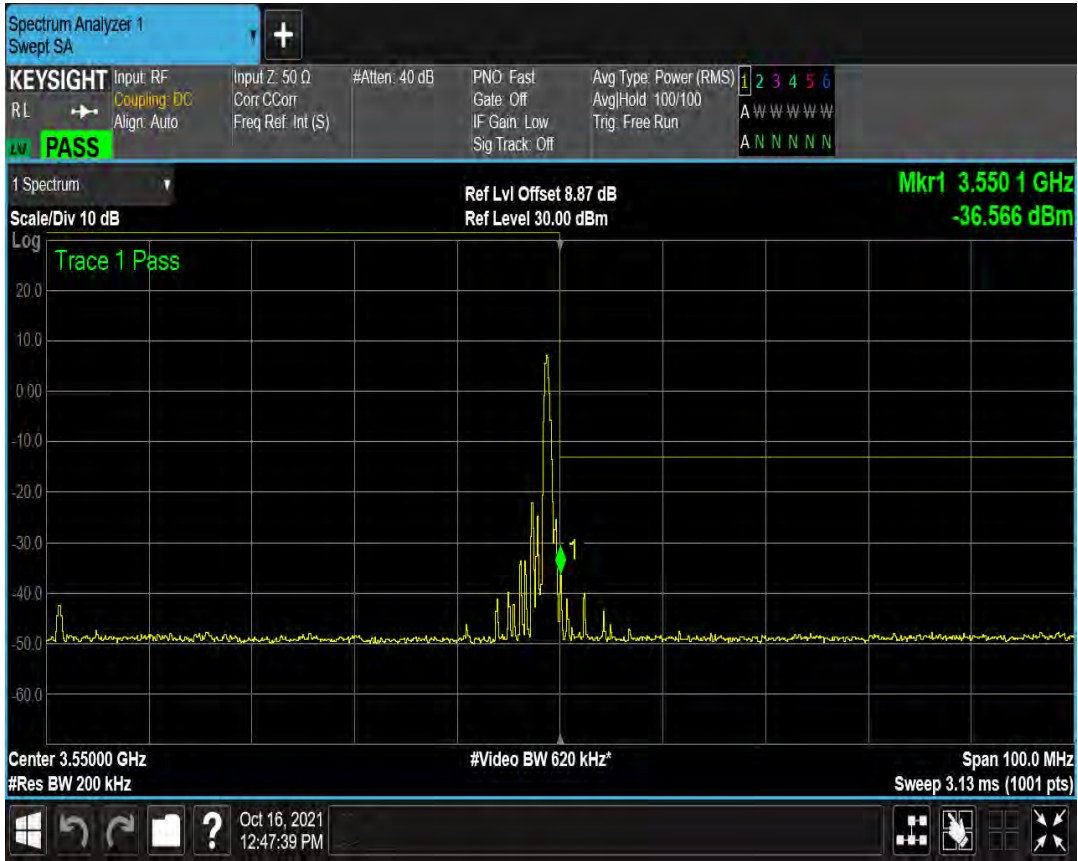 Spectrum Analyzer 1
Swept SA
+
KEYSIGHT
RL
LXI
PASS
Input: RF
Coupling: DC
Align: Auto
Input Z: 50 Ω
Corr CCorr
Freq Ref: Int (S)
#Atten: 40 dB
PNO: Fast
Gate: Off
IF Gain: Low
Sig Track: Off
Avg Type: Power (RMS)
Avg|Hold: 100/100
Trig: Free Run
1 2 3 4 5 6
A W W W W W
A N N N N N
1 Spectrum
Scale/Div 10 dB
Ref Lvl Offset 8.87 dB
Ref Level 30.00 dBm
Mkr1 3.550 1 GHz
-36.566 dBm
Log
Trace 1 Pass
20.0
10.0
0.00
-10.0
-20.0
-30.0
1
-40.0
-50.0
-60.0
Center 3.55000 GHz
#Video BW 620 kHz*
Span 100.0 MHz
#Res BW 200 kHz
Sweep 3.13 ms (1001 pts)
?
Oct 16, 2021
12:47:39 PM